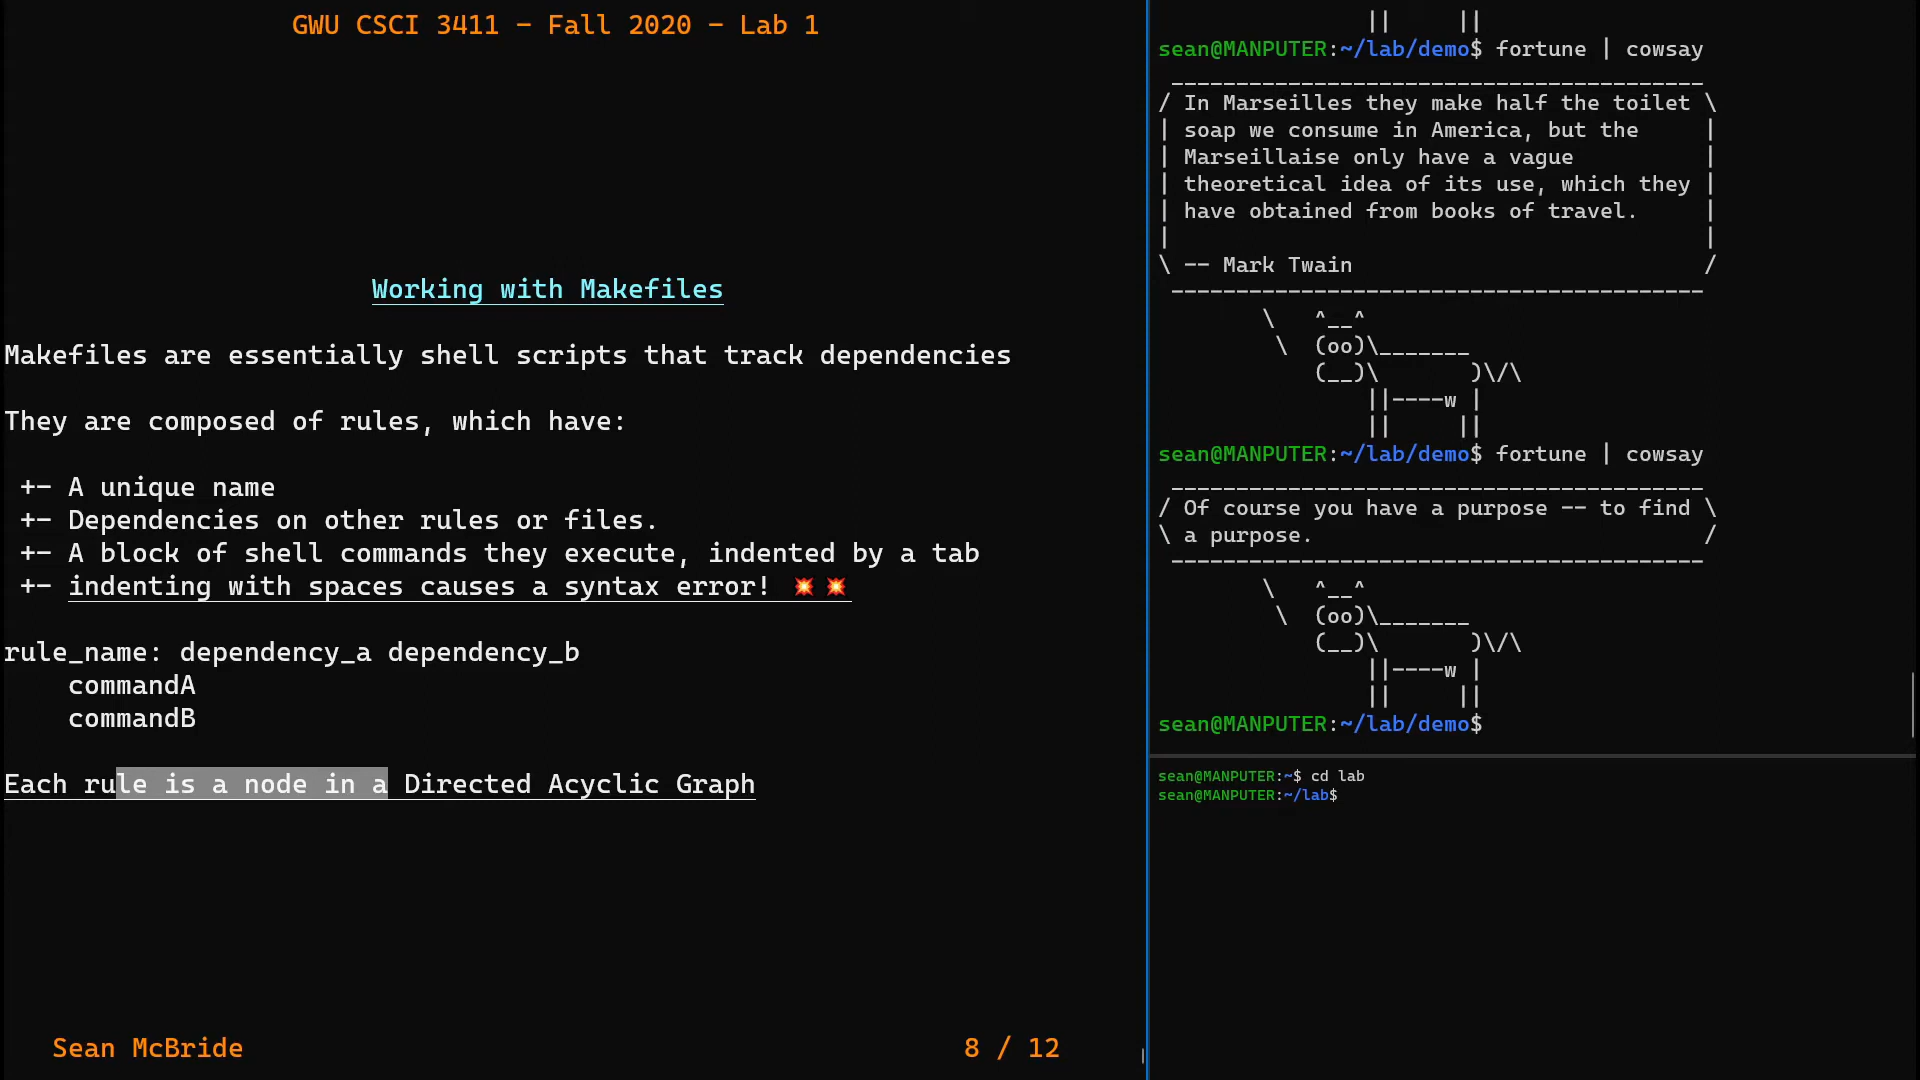 GWU CSCI 3411 - Fall 2020 - Lab 1
Working with Makefiles
Makefiles are essentially shell scripts that track dependencies
They are composed of rules, which have:
+- A unique name
+- Dependencies on other rules or files.
+- A block of shell commands they execute, indented by a tab
+- indenting with spaces causes a syntax error! 💥💥
rule_name: dependency_a dependency_b
    commandA
    commandB
Each rule is a node in a Directed Acyclic Graph
Sean McBride
8 / 12
                ||     ||
sean@MANPUTER:~/lab/demo$ fortune | cowsay
 _________________________________________
/ In Marseilles they make half the toilet \
| soap we consume in America, but the     |
| Marseillaise only have a vague          |
| theoretical idea of its use, which they |
| have obtained from books of travel.     |
|                                         |
\ -- Mark Twain                           /
 -----------------------------------------
        \   ^__^
         \  (oo)\_______
            (__)\       )\/\
                ||----w |
                ||     ||
sean@MANPUTER:~/lab/demo$ fortune | cowsay
 _________________________________________
/ Of course you have a purpose -- to find \
\ a purpose.                              /
 -----------------------------------------
        \   ^__^
         \  (oo)\_______
            (__)\       )\/\
                ||----w |
                ||     ||
sean@MANPUTER:~/lab/demo$
sean@MANPUTER:~$ cd lab
sean@MANPUTER:~/lab$